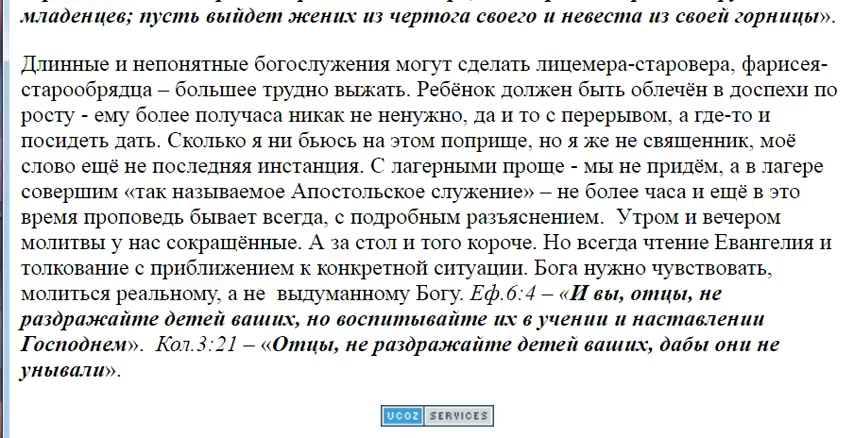 младенцев; пусть выйдет жених из чертога своего и невеста из своей горницы».
Длинные и непонятные богослужения могут сделать лицемера-старовера, фарисея-
старообрядца – большее трудно выжать. Ребёнок должен быть облечён в доспехи по
росту - ему более получаса никак не ненужно, да и то с перерывом, а где-то и
посидеть дать. Сколько я ни бьюсь на этом поприще, но я же не священник, моё
слово ещё не последняя инстанция. С лагерными проще - мы не придём, а в лагере
совершим «так называемое Апостольское служение» – не более часа и ещё в это
время проповедь бывает всегда, с подробным разъяснением. Утром и вечером
молитвы у нас сокращённые. А за стол и того короче. Но всегда чтение Евангелия и
толкование с приближением к конкретной ситуации. Бога нужно чувствовать,
молиться реальному, а не выдуманному Богу. Еф.6:4 – «И вы, отцы, не
раздражайте детей ваших, но воспитывайте их в учении и наставлении
Господнем». Кол.3:21 – «Отцы, не раздражайте детей ваших, дабы они не
унывали».
UCOZ SERVICES